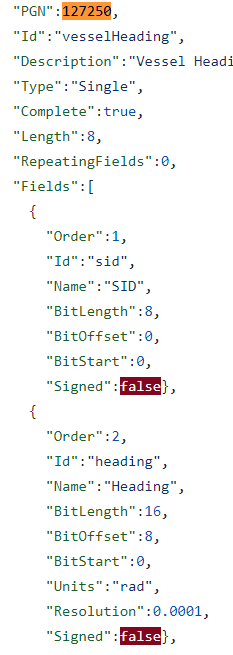 "PGN":127250,
"Id":"vesselHeading",
"Description":"Vessel Headi
"Type":"Single",
"Complete":true,
"Length":8,
"RepeatingFields":0,
"Fields":[
{
"Order":1,
"Id":"sid",
"Name":"SID",
"BitLength":8,
"BitOffset":0,
"BitStart":0,
"Signed":false},
{
"Order":2,
"Id":"heading",
"Name":"Heading",
"BitLength":16,
"BitOffset":8,
"BitStart":0,
"Units":"rad",
"Resolution":0.0001,
"Signed":false},